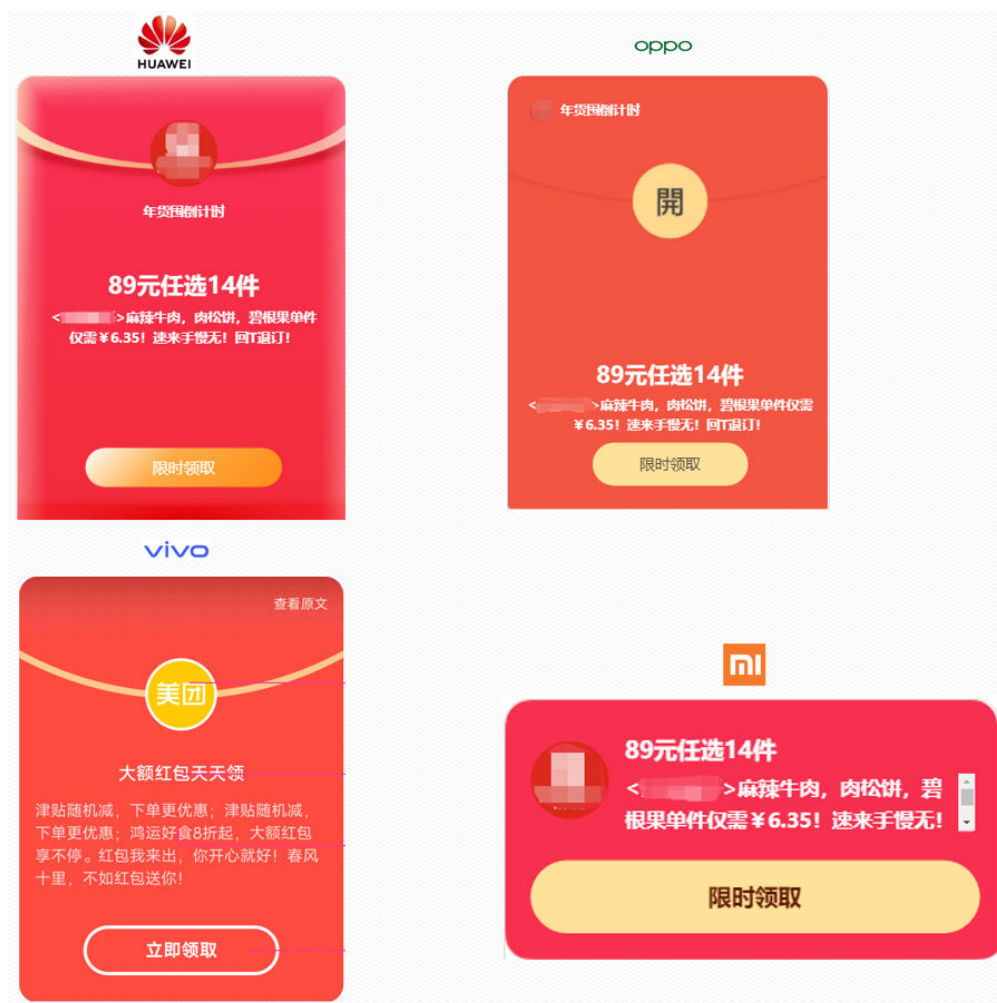 HUAWEI
年货囤倒计时
89元任选14件
< >麻辣牛肉，肉松饼，碧根果单件
仅需¥6.35！速来手慢无！回T退订！
限时领取
oppo
年货囤倒计时
開
89元任选14件
< >麻辣牛肉，肉松饼，碧根果单件仅需
¥6.35！速来手慢无！回T退订！
限时领取
vivo
查看原文
美团
大额红包天天领
津贴随机减，下单更优惠；津贴随机减，
下单更优惠；鸿运好食8折起，大额红包
享不停。红包我来出，你开心就好！春风
十里，不如红包送你！
立即领取
mi
89元任选14件
< >麻辣牛肉，肉松饼，碧
根果单件仅需¥6.35！速来手慢无！
限时领取